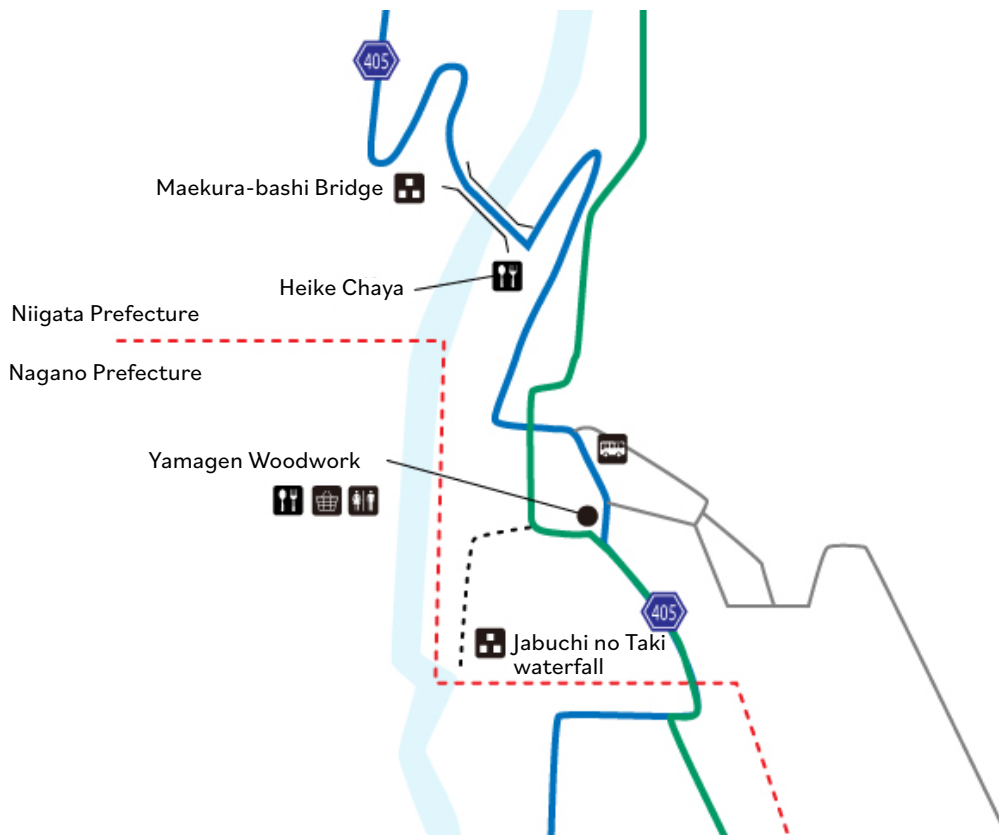 405
Maekura-bashi Bridge
Heike Chaya
Niigata Prefecture
Nagano Prefecture
Yamagen Woodwork
405
Jabuchi no Taki
waterfall